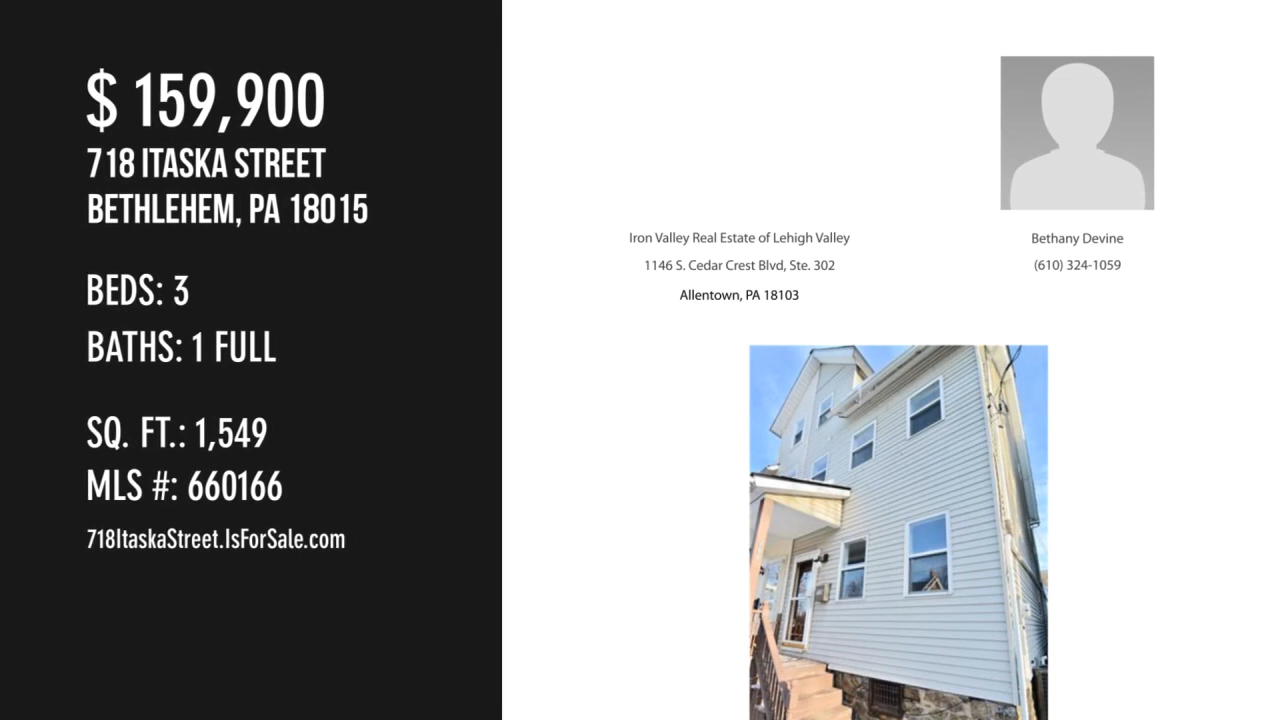 $ 159,900
718 ITASKA STREET
BETHLEHEM, PA 18015
BEDS: 3
BATHS: 1 FULL
SQ. FT.: 1,549
MLS #: 660166
718ItaskaStreet.IsForSale.com
Iron Valley Real Estate of Lehigh Valley
1146 S. Cedar Crest Blvd, Ste. 302
Allentown, PA 18103
Bethany Devine
(610) 324-1059